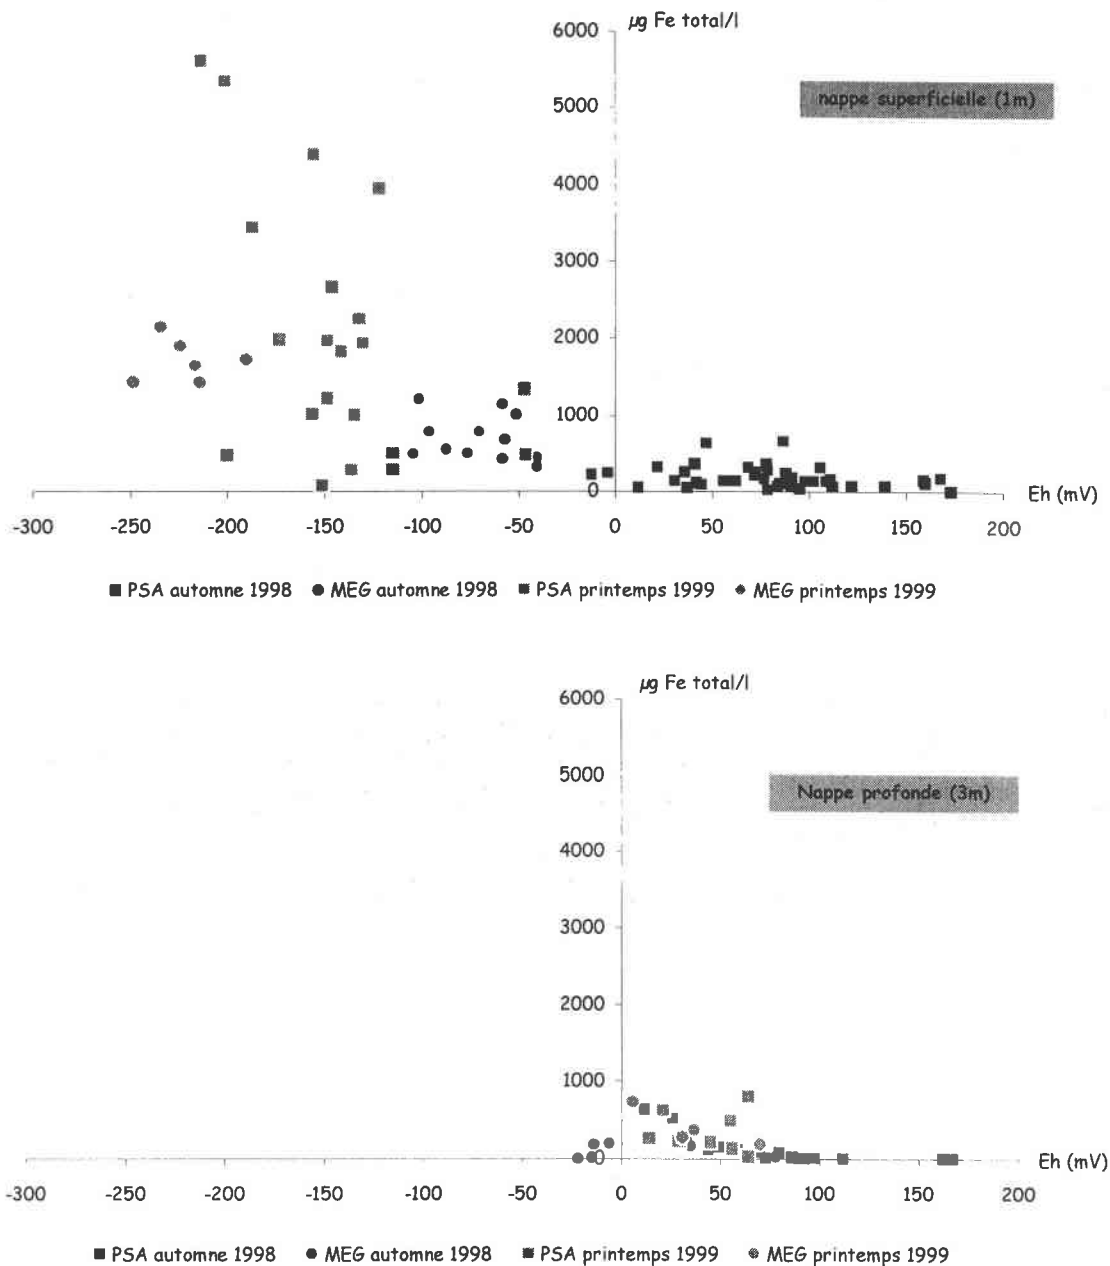 µg Fe total/l
6000
nappe superficielle (1m)
5000
4000
3000
2000
1000
0
Eh (mV)
-300 -250 -200 -150 -100 -50 0 50 100 150 200
PSA automne 1998 MEG automne 1998 PSA printemps 1999 MEG printemps 1999
µg Fe total/l
6000
5000
Nappe profonde (3m)
4000
3000
2000
1000
0
Eh (mV)
-300 -250 -200 -150 -100 -50 0 50 100 150 200
PSA automne 1998 MEG automne 1998 PSA printemps 1999 MEG printemps 1999